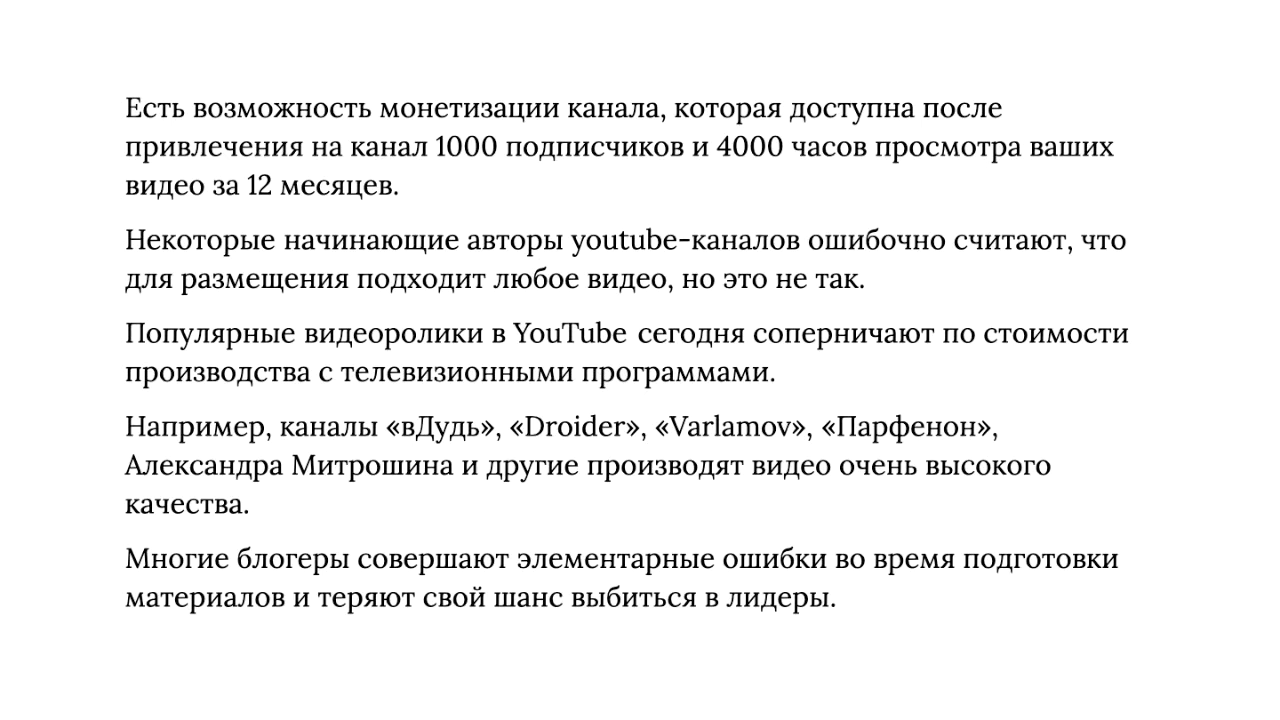 Есть возможность монетизации канала, которая доступна после
привлечения на канал 1000 подписчиков и 4000 часов просмотра ваших
видео за 12 месяцев.
Некоторые начинающие авторы youtube-каналов ошибочно считают, что
для размещения подходит любое видео, но это не так.
Популярные видеоролики в YouTube сегодня соперничают по стоимости
производства с телевизионными программами.
Например, каналы «вДудь», «Droider», «Varlamov», «Парфенон»,
Александра Митрошина и другие производят видео очень высокого
качества.
Многие блогеры совершают элементарные ошибки во время подготовки
материалов и теряют свой шанс выбиться в лидеры.